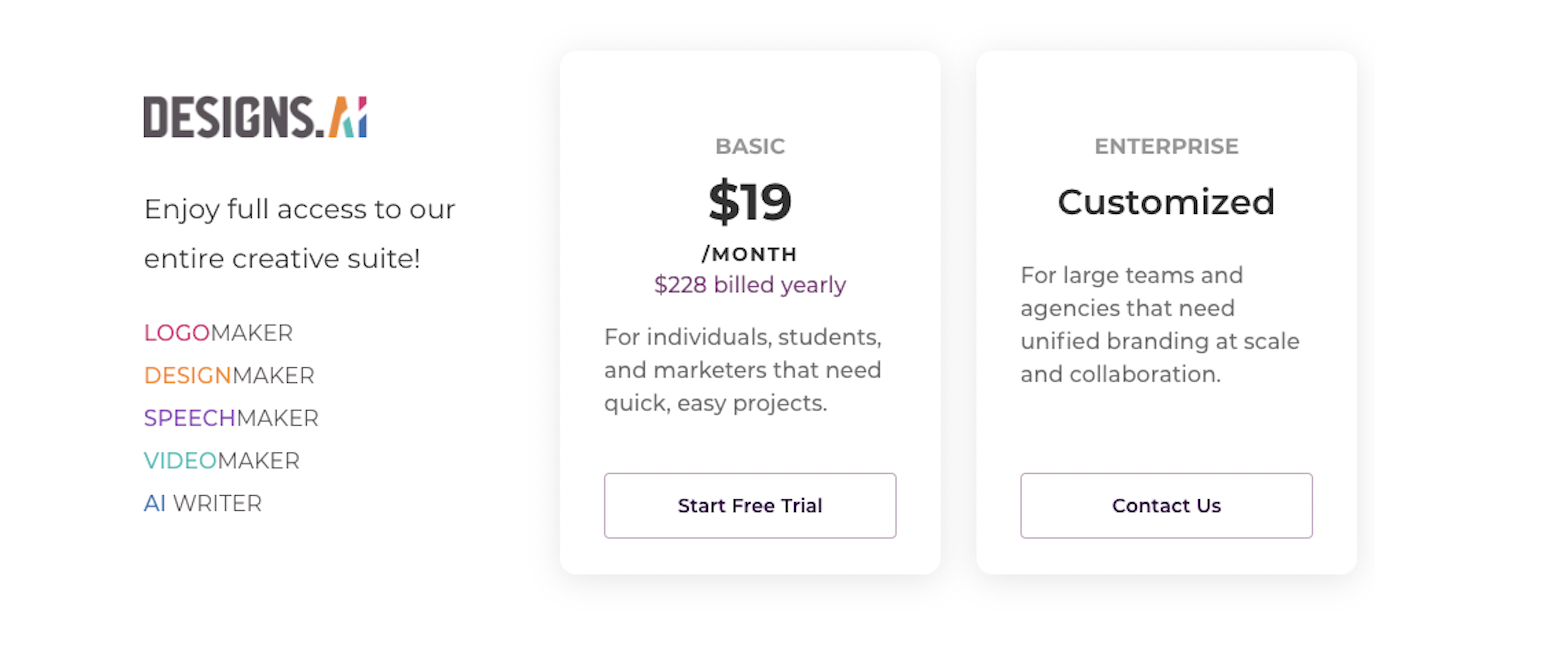 DESIGNS.AI
Enjoy full access to our
entire creative suite!
LOGOMAKER
DESIGNMAKER
SPEECHMAKER
VIDEOMAKER
AI WRITER
BASIC
$19
/MONTH
$228 billed yearly
For individuals, students,
and marketers that need
quick, easy projects.
Start Free Trial
ENTERPRISE
Customized
For large teams and
agencies that need
unified branding at scale
and collaboration.
Contact Us